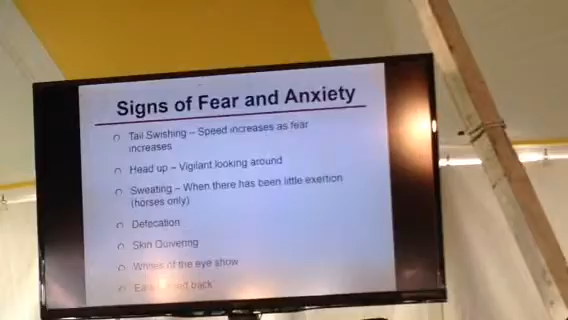 Signs of Fear and Anxiety
Tail Swishing – Speed increases as fear
increases
Head up – Vigilant looking around
Sweating – When there has been little exertion
(horses only)
Defecation
Skin Quivering
Whites of the eye show
back